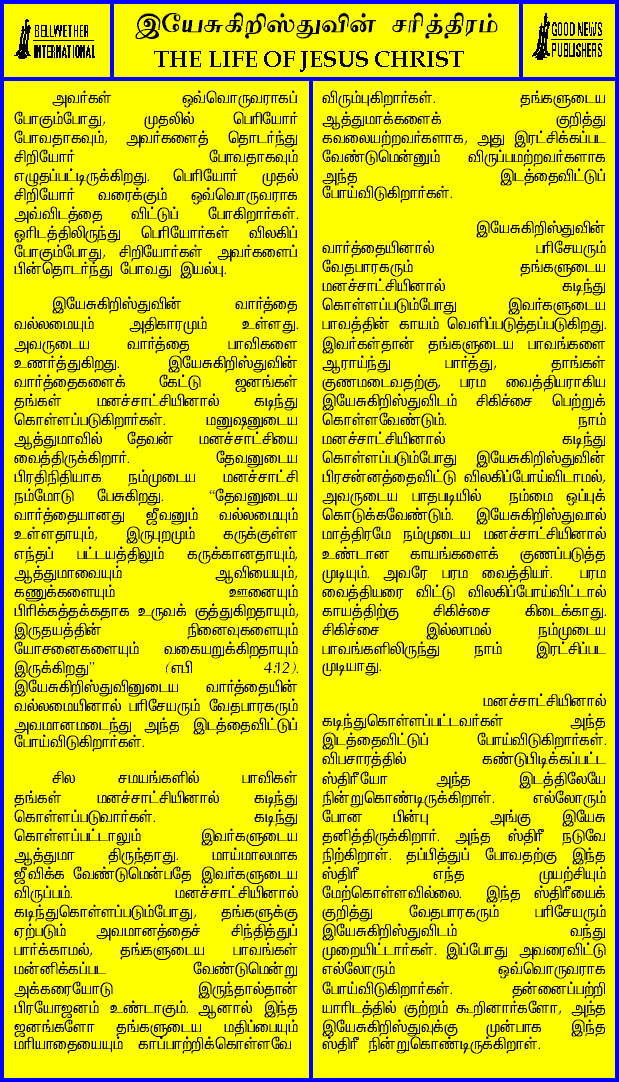 BELLWETHER
INTERNATIONAL
இயேசுகிறிஸ்துவின் சரித்திரம்
THE LIFE OF JESUS CHRIST
GOOD NEWS
PUBLISHERS
அவர்கள் ஒவ்வொருவராகப்
போகும்போது, முதலில் பெரியோர்
போவதாகவும், அவர்களைத் தொடர்ந்து
சிறியோர் போவதாகவும்
எழுதப்பட்டிருக்கிறது. பெரியோர் முதல்
சிறியோர் வரைக்கும் ஒவ்வொருவராக
அவ்விடத்தை விட்டுப் போகிறார்கள்.
ஓரிடத்திலிருந்து பெரியோர்கள் விலகிப்
போகும்போது, சிறியோர்கள் அவர்களைப்
பின்தொடர்ந்து போவது இயல்பு.
இயேசுகிறிஸ்துவின் வார்த்தை
வல்லமையும் அதிகாரமும் உள்ளது.
அவருடைய வார்த்தை பாவிகளை
உணர்த்துகிறது. இயேசுகிறிஸ்துவின்
வார்த்தைகளைக் கேட்டு ஜனங்கள்
தங்கள் மனச்சாட்சியினால் கடிந்து
கொள்ளப்படுகிறார்கள். மனுஷனுடைய
ஆத்துமாவில் தேவன் மனச்சாட்சியை
வைத்திருக்கிறார். தேவனுடைய
பிரதிநிதியாக நம்முடைய மனச்சாட்சி
நம்மோடு பேசுகிறது. “தேவனுடைய
வார்த்தையானது ஜீவனும் வல்லமையும்
உள்ளதாயும், இருபுறமும் கருக்குள்ள
எந்தப் பட்டயத்திலும் கருக்கானதாயும்,
ஆத்துமாவையும் ஆவியையும்,
கணுக்களையும் ஊனையும்
பிரிக்கத்தக்கதாக உருவக் குத்துகிறதாயும்,
இருதயத்தின் நினைவுகளையும்
யோசனைகளையும் வகையறுக்கிறதாயும்
இருக்கிறது” (எபி 4:12).
இயேசுகிறிஸ்துவினுடைய வார்த்தையின்
வல்லமையினால் பரிசேயரும் வேதபாரகரும்
அவமானமடைந்து அந்த இடத்தைவிட்டுப்
போய்விடுகிறார்கள்.
சில சமயங்களில் பாவிகள்
தங்கள் மனச்சாட்சியினால் கடிந்து
கொள்ளப்படுவார்கள். கடிந்து
கொள்ளப்பட்டாலும் இவர்களுடைய
ஆத்துமா திருந்தாது. மாய்மாலமாக
ஜீவிக்க வேண்டுமென்பதே இவர்களுடைய
விருப்பம். மனச்சாட்சியினால்
கடிந்துகொள்ளப்படும்போது, தங்களுக்கு
ஏற்படும் அவமானத்தைச் சிந்தித்துப்
பார்க்காமல், தங்களுடைய பாவங்கள்
மன்னிக்கப்பட வேண்டுமென்று
அக்கரையோடு இருந்தால்தான்
பிரயோஜனம் உண்டாகும். ஆனால் இந்த
ஜனங்களோ தங்களுடைய மதிப்பையும்
மரியாதையையும் காப்பாற்றிக்கொள்ளவே
விரும்புகிறார்கள். தங்களுடைய
ஆத்துமாக்களைக் குறித்து
கவலையற்றவர்களாக, அது இரட்சிக்கப்பட
வேண்டுமென்னும் விருப்பமற்றவர்களாக
அந்த இடத்தைவிட்டுப்
போய்விடுகிறார்கள்.
இயேசுகிறிஸ்துவின்
வார்த்தையினால் பரிசேயரும்
வேதபாரகரும் தங்களுடைய
மனச்சாட்சியினால் கடிந்து
கொள்ளப்படும்போது இவர்களுடைய
பாவத்தின் காயம் வெளிப்படுத்தப்படுகிறது.
இவர்கள்தான் தங்களுடைய பாவங்களை
ஆராய்ந்து பார்த்து, தாங்கள்
குணமடைவதற்கு, பரம வைத்தியராகிய
இயேசுகிறிஸ்துவிடம் சிகிச்சை பெற்றுக்
கொள்ளவேண்டும். நாம்
மனச்சாட்சியினால் கடிந்து
கொள்ளப்படும்போது இயேசுகிறிஸ்துவின்
பிரசன்னத்தைவிட்டு விலகிப்போய்விடாமல்,
அவருடைய பாதபடியில் நம்மை ஒப்புக்
கொடுக்கவேண்டும். இயேசுகிறிஸ்துவால்
மாத்திரமே நம்முடைய மனச்சாட்சியினால்
உண்டான காயங்களைக் குணப்படுத்த
முடியும். அவரே பரம வைத்தியர். பரம
வைத்தியரை விட்டு விலகிப்போய்விட்டால்
காயத்திற்கு சிகிச்சை கிடைக்காது.
சிகிச்சை இல்லாமல் நம்முடைய
பாவங்களிலிருந்து நாம் இரட்சிப்பட
முடியாது.
மனச்சாட்சியினால்
கடிந்துகொள்ளப்பட்டவர்கள் அந்த
இடத்தைவிட்டுப் போய்விடுகிறார்கள்.
விபசாரத்தில் கண்டுபிடிக்கப்பட்ட
ஸ்திரீயோ அந்த இடத்திலேயே
நின்றுகொண்டிருக்கிறாள். எல்லோரும்
போன பின்பு அங்கு இயேசு
தனித்திருக்கிறார். அந்த ஸ்திரீ நடுவே
நிற்கிறாள். தப்பித்துப் போவதற்கு இந்த
ஸ்திரீ எந்த முயற்சியும்
மேற்கொள்ளவில்லை. இந்த ஸ்திரீயைக்
குறித்து வேதபாரகரும் பரிசேயரும்
இயேசுகிறிஸ்துவிடம் வந்து
முறையிட்டார்கள். இப்போது அவரைவிட்டு
எல்லோரும் ஒவ்வொருவராக
போய்விடுகிறார்கள். தன்னைப்பற்றி
யாரிடத்தில் குற்றம் கூறினார்களோ, அந்த
இயேசுகிறிஸ்துவுக்கு முன்பாக இந்த
ஸ்திரீ நின்றுகொண்டிருக்கிறாள்.